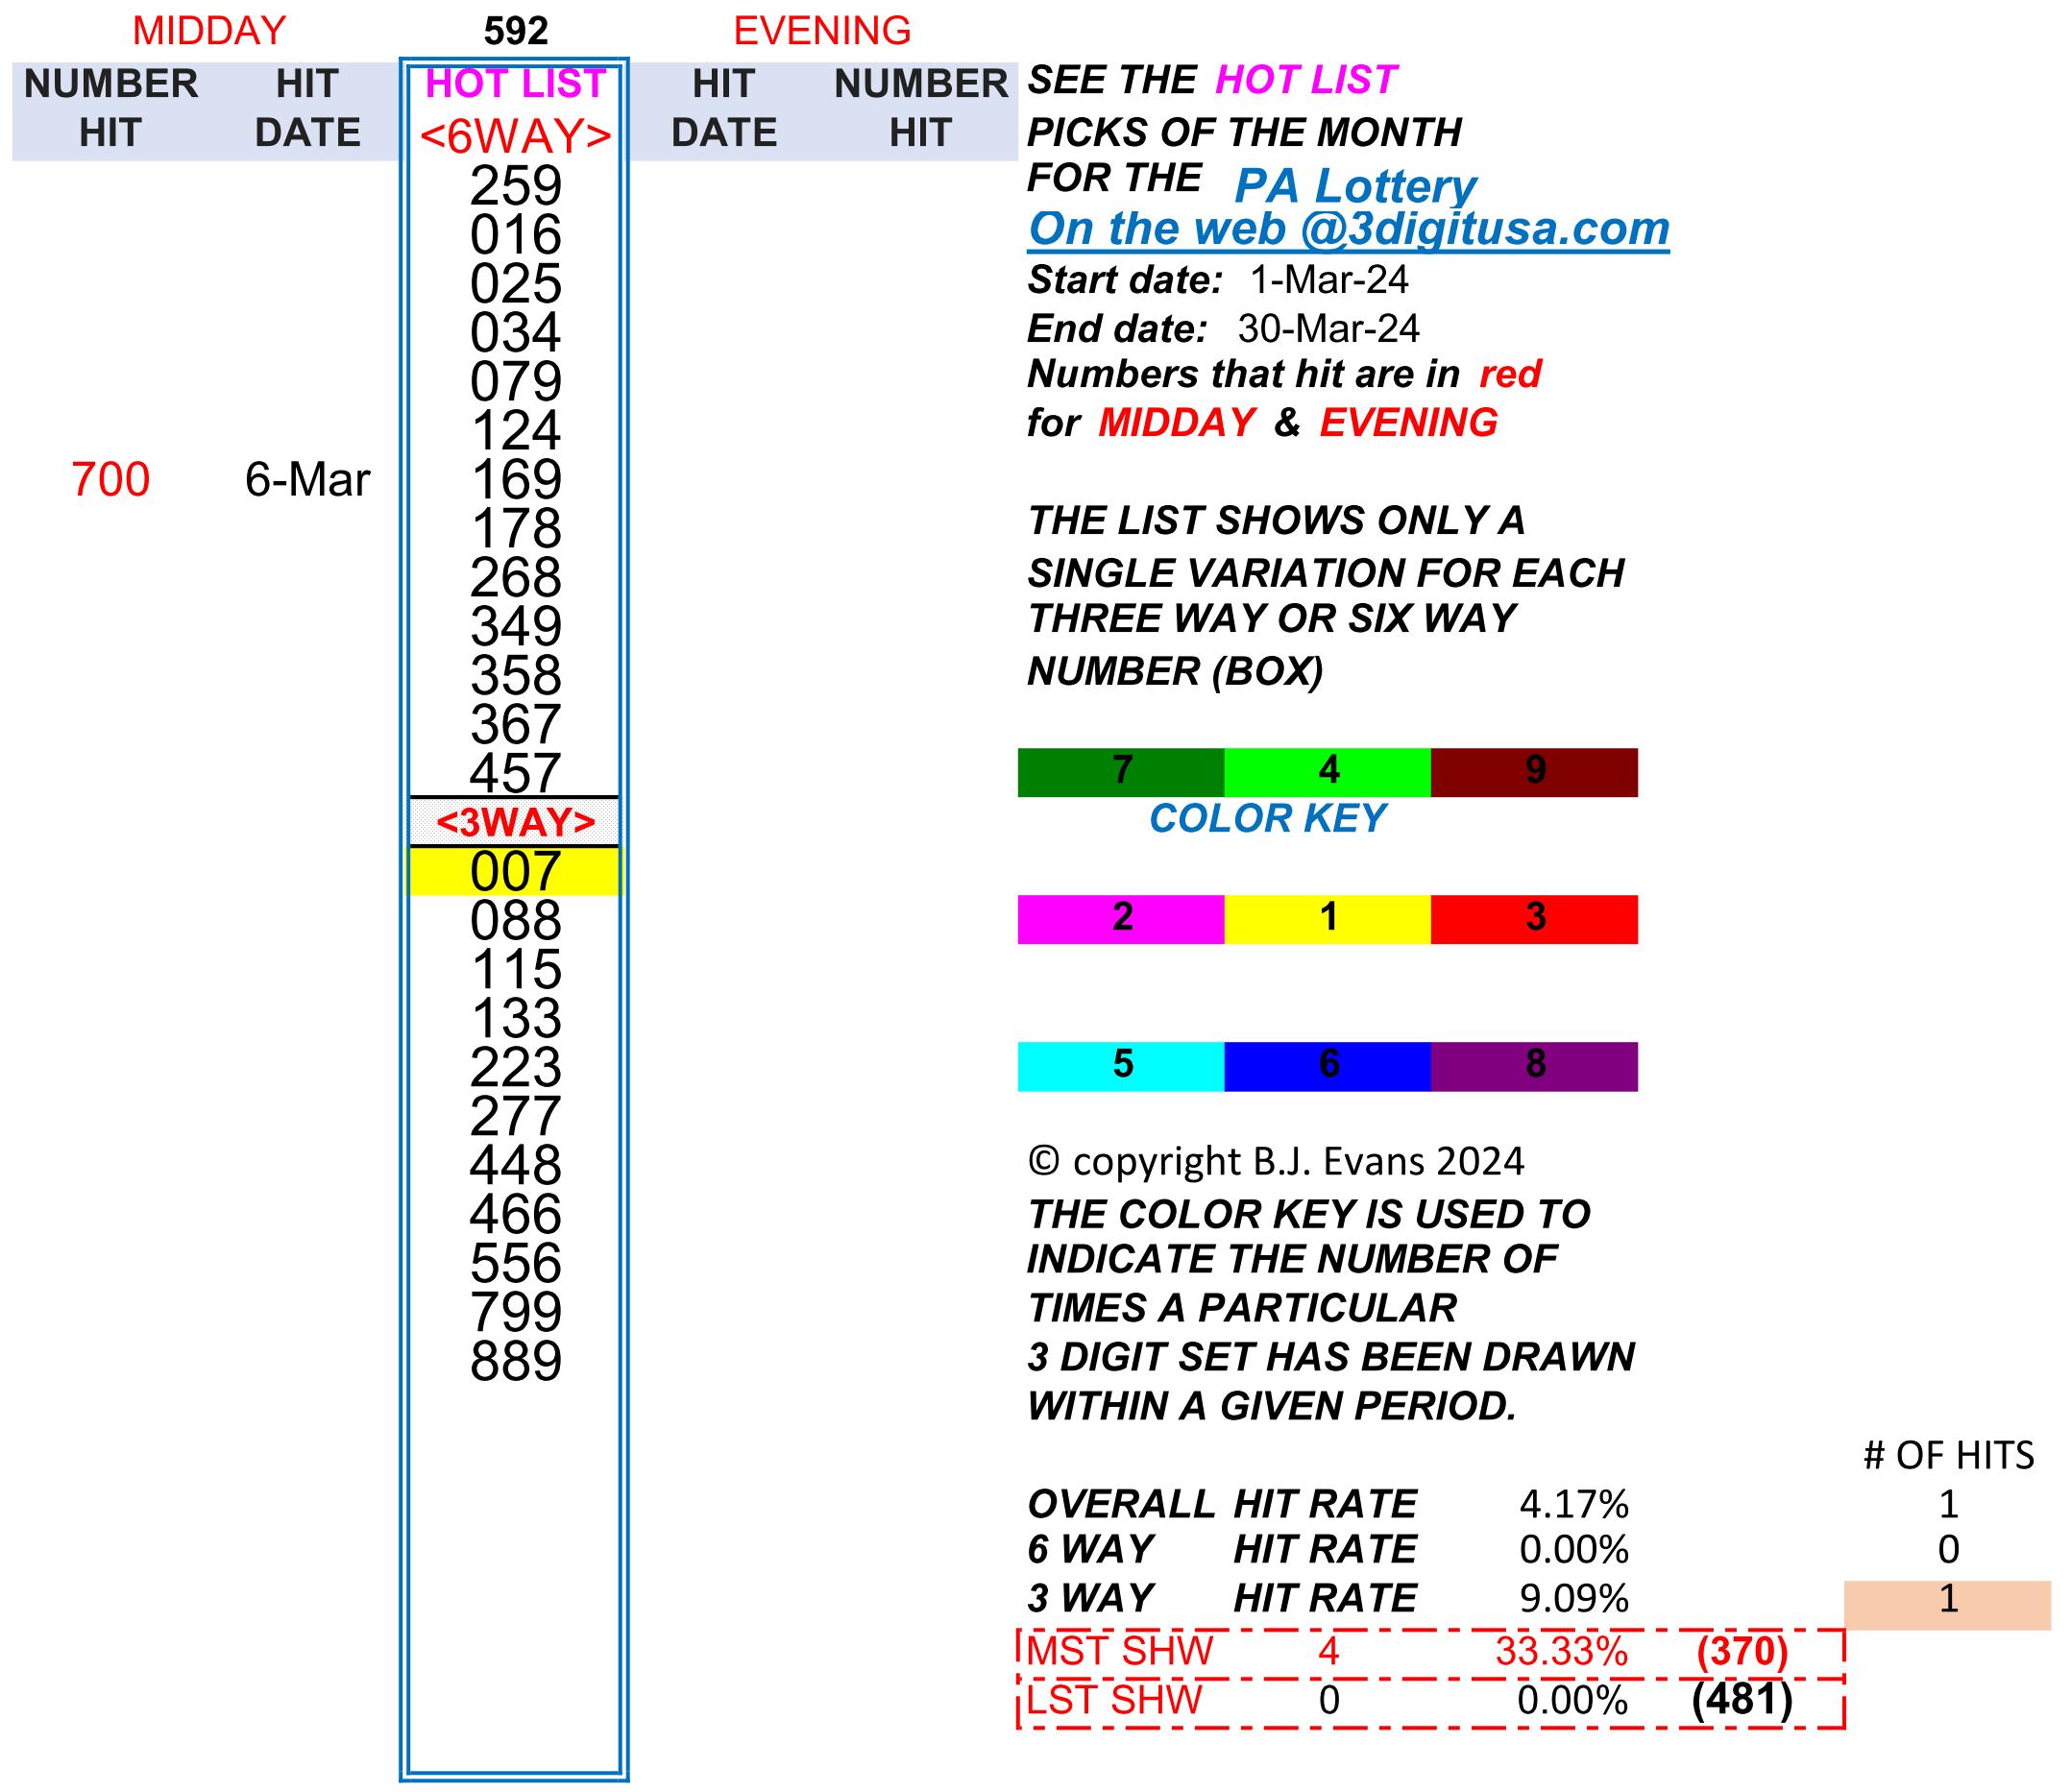 MIDDAY 592 EVENING
NUMBER HIT HOT LIST HIT NUMBER
HIT DATE <6WAY> DATE HIT
259
016
025
034
079
124
700 6-Mar 169
178
268
349
358
367
457
<3WAY>
007
088
115
133
223
277
448
466
556
799
889
SEE THE HOT LIST
PICKS OF THE MONTH
FOR THE PA Lottery
On the web @3digitusa.com
Start date: 1-Mar-24
End date: 30-Mar-24
Numbers that hit are in red
for MIDDAY & EVENING
THE LIST SHOWS ONLY A
SINGLE VARIATION FOR EACH
THREE WAY OR SIX WAY
NUMBER (BOX)
7 4 9
COLOR KEY
2 1 3
5 6 8
© copyright B.J. Evans 2024
THE COLOR KEY IS USED TO
INDICATE THE NUMBER OF
TIMES A PARTICULAR
3 DIGIT SET HAS BEEN DRAWN
WITHIN A GIVEN PERIOD.
# OF HITS
OVERALL HIT RATE 4.17% 1
6 WAY HIT RATE 0.00% 0
3 WAY HIT RATE 9.09% 1
MST SHW 4 33.33% (370)
LST SHW 0 0.00% (481)